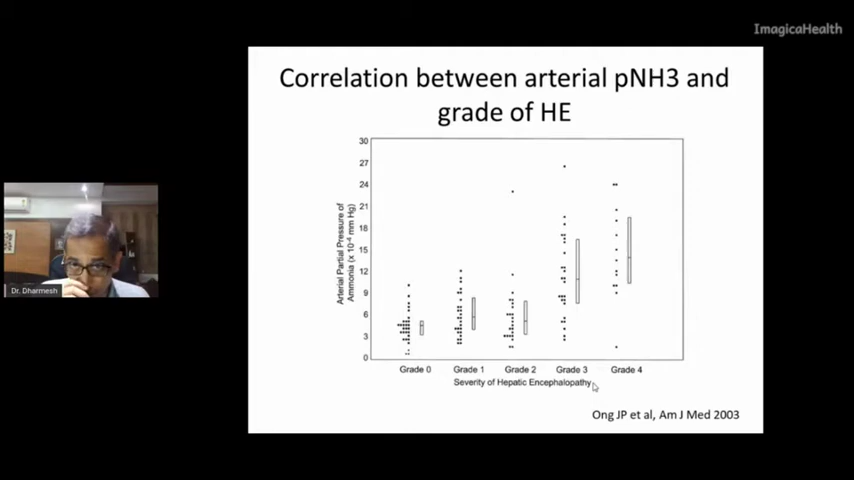 ImagicaHealth
Correlation between arterial pNH3 and
grade of HE
30
27
24
21
18
15
12
9
6
3
0
Arterial Partial Pressure of
Ammonia (x 10⁻⁶ mm Hg)
Grade 0 Grade 1 Grade 2 Grade 3 Grade 4
Severity of Hepatic Encephalopathy
Ong JP et al, Am J Med 2003
Dr. Dharmesh